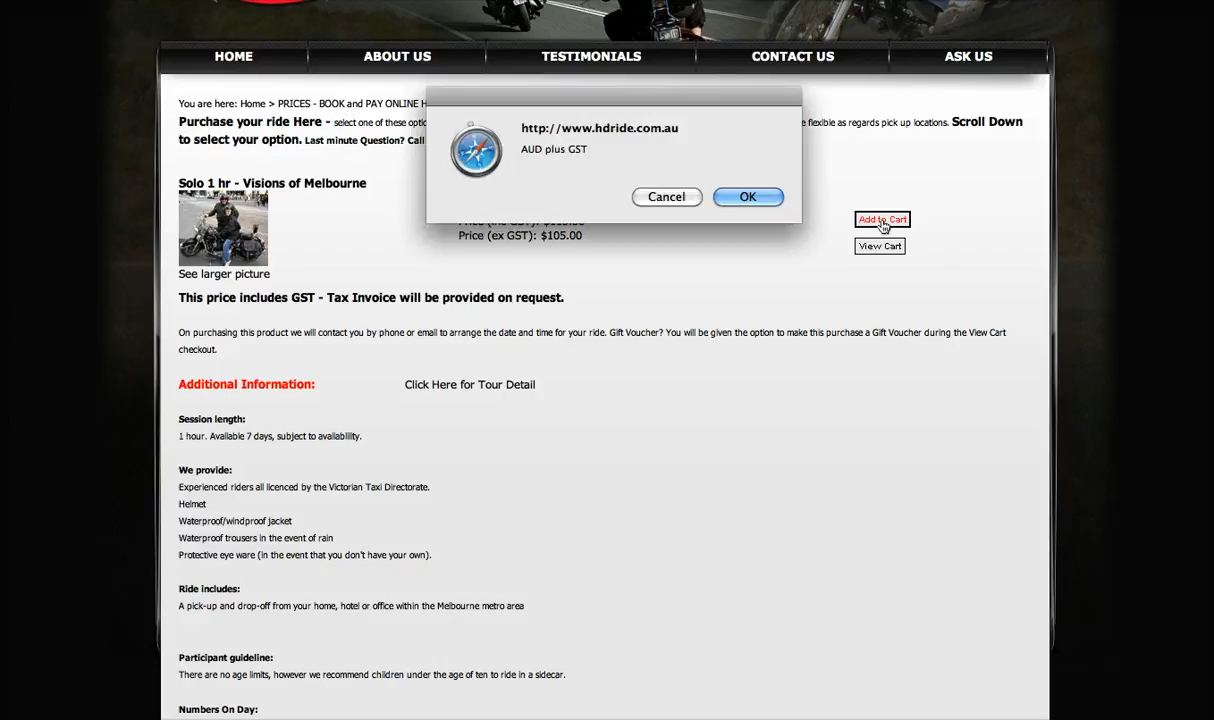 HOME ABOUT US TESTIMONIALS CONTACT US ASK US
You are here: Home > PRICES - BOOK and PAY ONLINE
Purchase your ride Here - select one of these flexible as regards pick up locations. Scroll Down
to select your option. Last minute Question? Call
http://www.hdride.com.au
AUD plus GST
Cancel OK
Solo 1 hr - Visions of Melbourne
Add to Cart
Price (ex GST): $105.00
View Cart
See larger picture
This price includes GST - Tax Invoice will be provided on request.
On purchasing this product we will contact you by phone or email to arrange the date and time for your ride. Gift Voucher? You will be given the option to make this purchase a Gift Voucher during the View Cart
checkout.
Additional Information: Click Here for Tour Detail
Session length:
1 hour. Available 7 days, subject to availability.
We provide:
Experienced riders all licenced by the Victorian Taxi Directorate.
Helmet
Waterproof/windproof jacket
Waterproof trousers in the event of rain
Protective eye ware (in the event that you don't have your own).
Ride includes:
A pick-up and drop-off from your home, hotel or office within the Melbourne metro area
Participant guideline:
There are no age limits, however we recommend children under the age of ten to ride in a sidecar.
Numbers On Day: